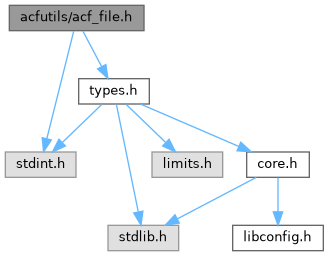 acfutils/acf_file.h
types.h
stdint.h
limits.h
core.h
stdlib.h
libconfig.h